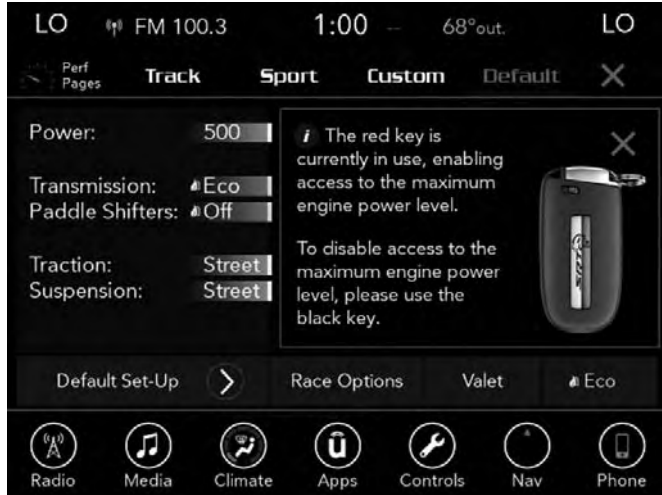 LO FM 100.3 1:00 -- 68°out. LO
Perf
Pages
Track Sport Custom Default
Power: 500
Transmission: Eco
Paddle Shifters: Off
Traction: Street
Suspension: Street
i The red key is
currently in use, enabling
access to the maximum
engine power level.
To disable access to the
maximum engine power
level, please use the
black key.
Default Set-Up Race Options Valet Eco
Radio Media Climate Apps Controls Nav Phone